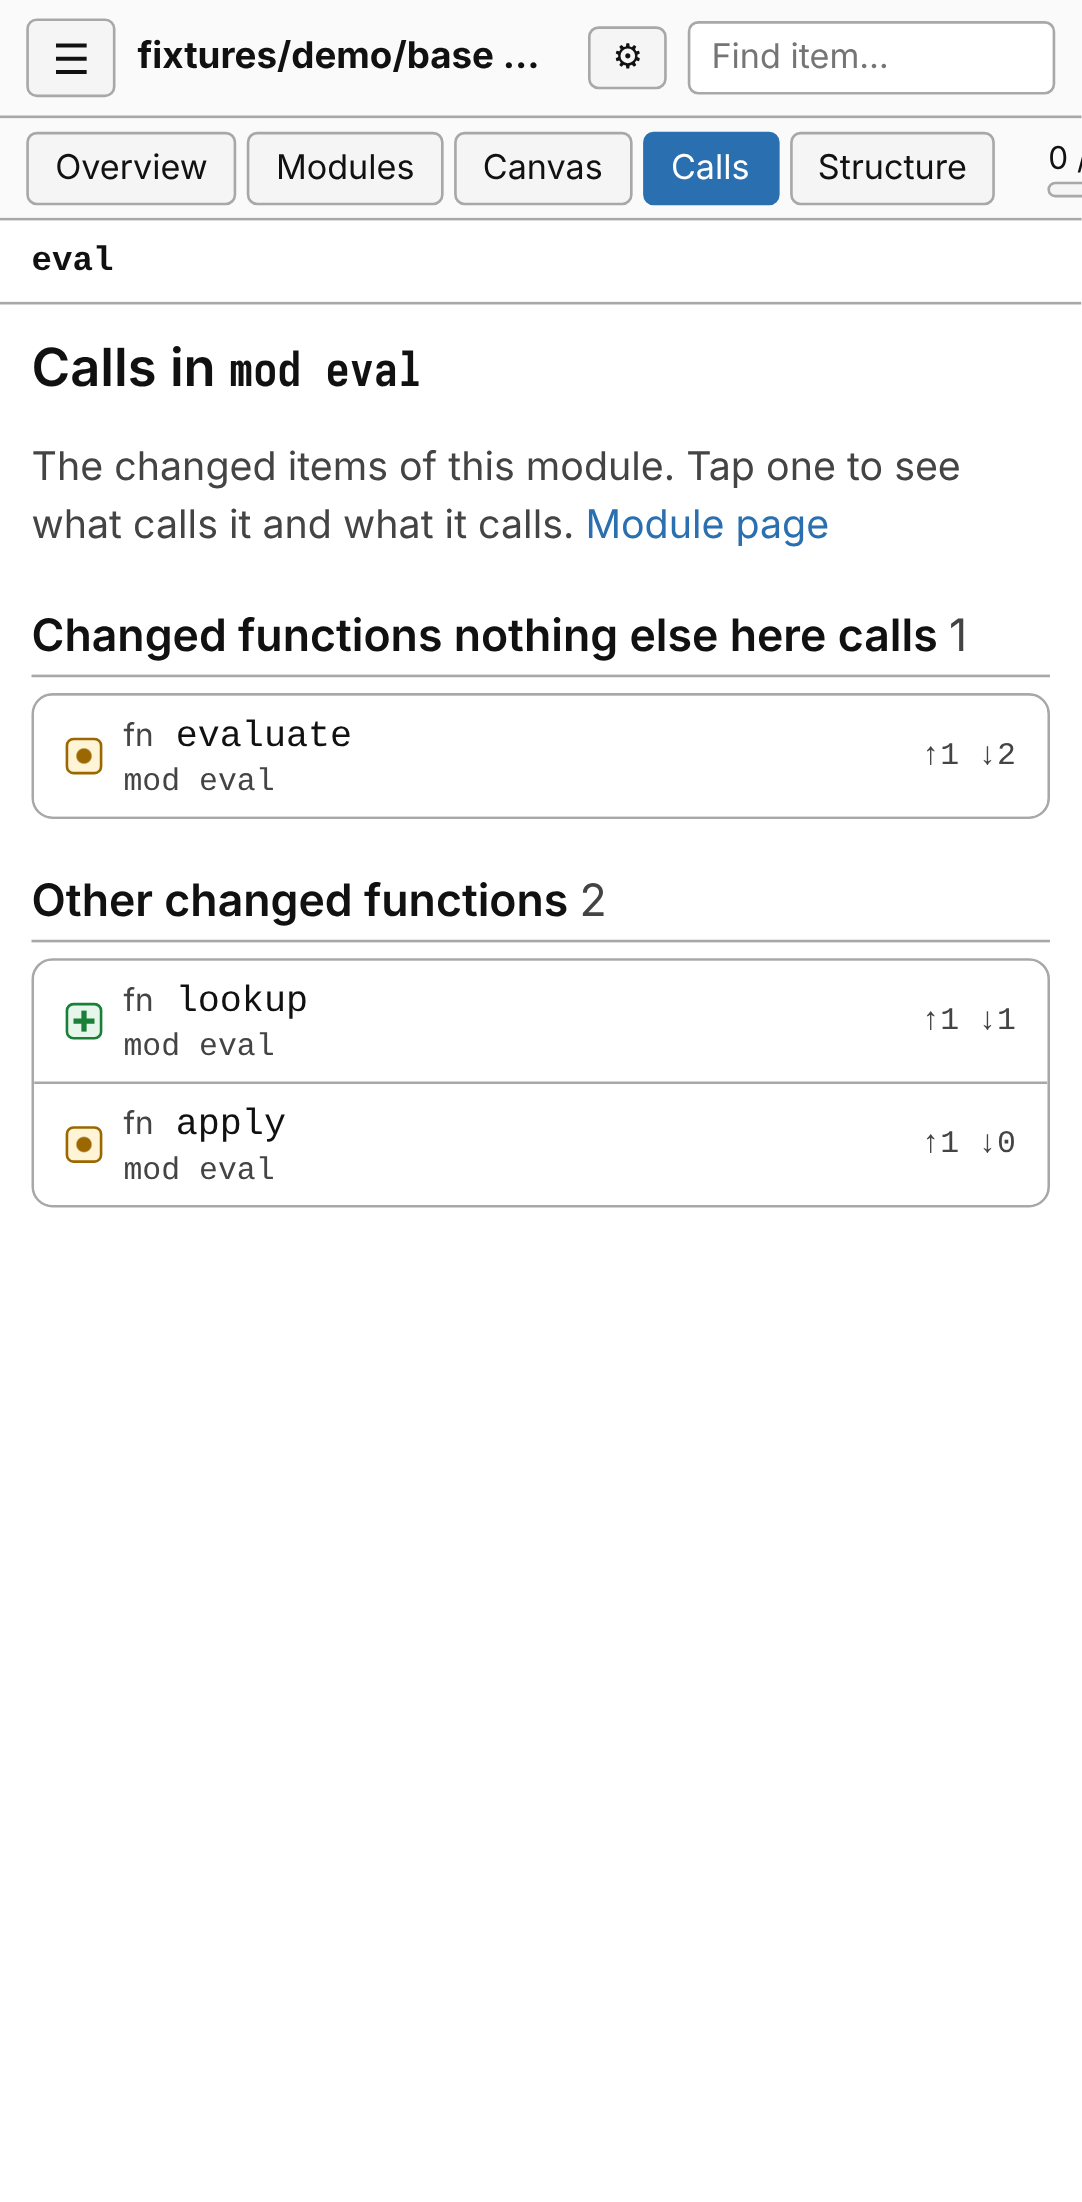 ☰ fixtures/demo/base ... ⚙ Find item...
Overview Modules Canvas Calls Structure 0 /
eval
Calls in mod eval
The changed items of this module. Tap one to see
what calls it and what it calls. Module page
Changed functions nothing else here calls 1
fn evaluate ↑1 ↓2
mod eval
Other changed functions 2
fn lookup ↑1 ↓1
mod eval
fn apply ↑1 ↓0
mod eval